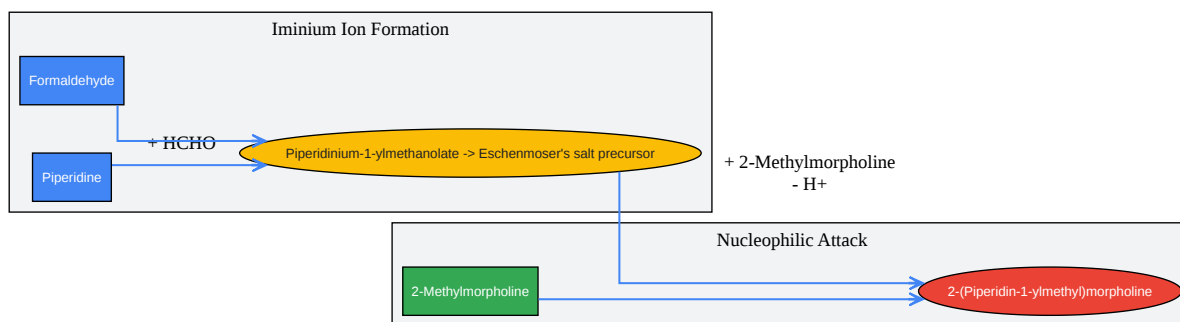 Iminium Ion Formation
Formaldehyde
+ HCHO
Piperidinium-1-ylmethanolate -> Eschenmoser's salt precursor
Piperidine
+ 2-Methylmorpholine
- H+
Nucleophilic Attack
2-Methylmorpholine
2-(Piperidin-1-ylmethyl)morpholine